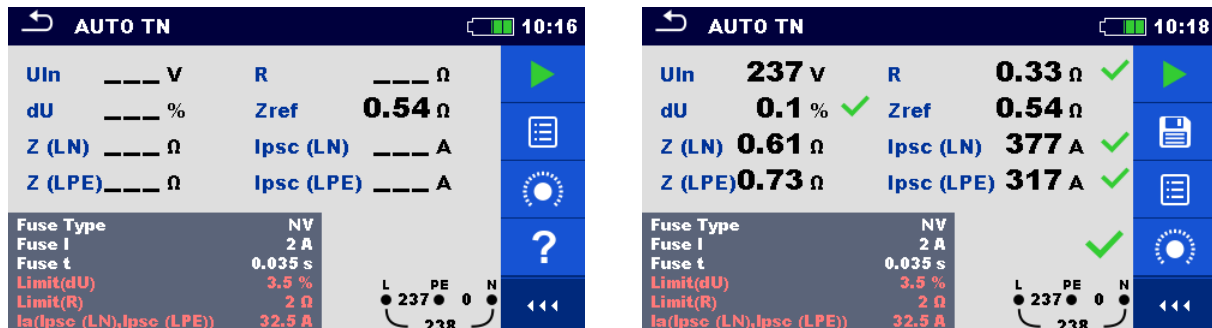 AUTO TN 10:16
Uln ___ V R ___ Ω
dU ___ % Zref 0.54 Ω
Z (LN) ___ Ω Ipsc (LN) ___ A
Z (LPE)___ Ω Ipsc (LPE) ___ A
Fuse Type NV
Fuse I 2 A
Fuse t 0.035 s
Limit(dU) 3.5 %
Limit(R) 2 Ω
Ia(Ipsc (LN),Ipsc (LPE)) 32.5 A
?
L PE N
237 0
238
AUTO TN 10:18
Uln 237 V R 0.33 Ω
dU 0.1 % Zref 0.54 Ω
Z (LN) 0.61 Ω Ipsc (LN) 377 A
Z (LPE)0.73 Ω Ipsc (LPE) 317 A
Fuse Type NV
Fuse I 2 A
Fuse t 0.035 s
Limit(dU) 3.5 %
Limit(R) 2 Ω
Ia(Ipsc (LN),Ipsc (LPE)) 32.5 A
L PE N
237 0
238